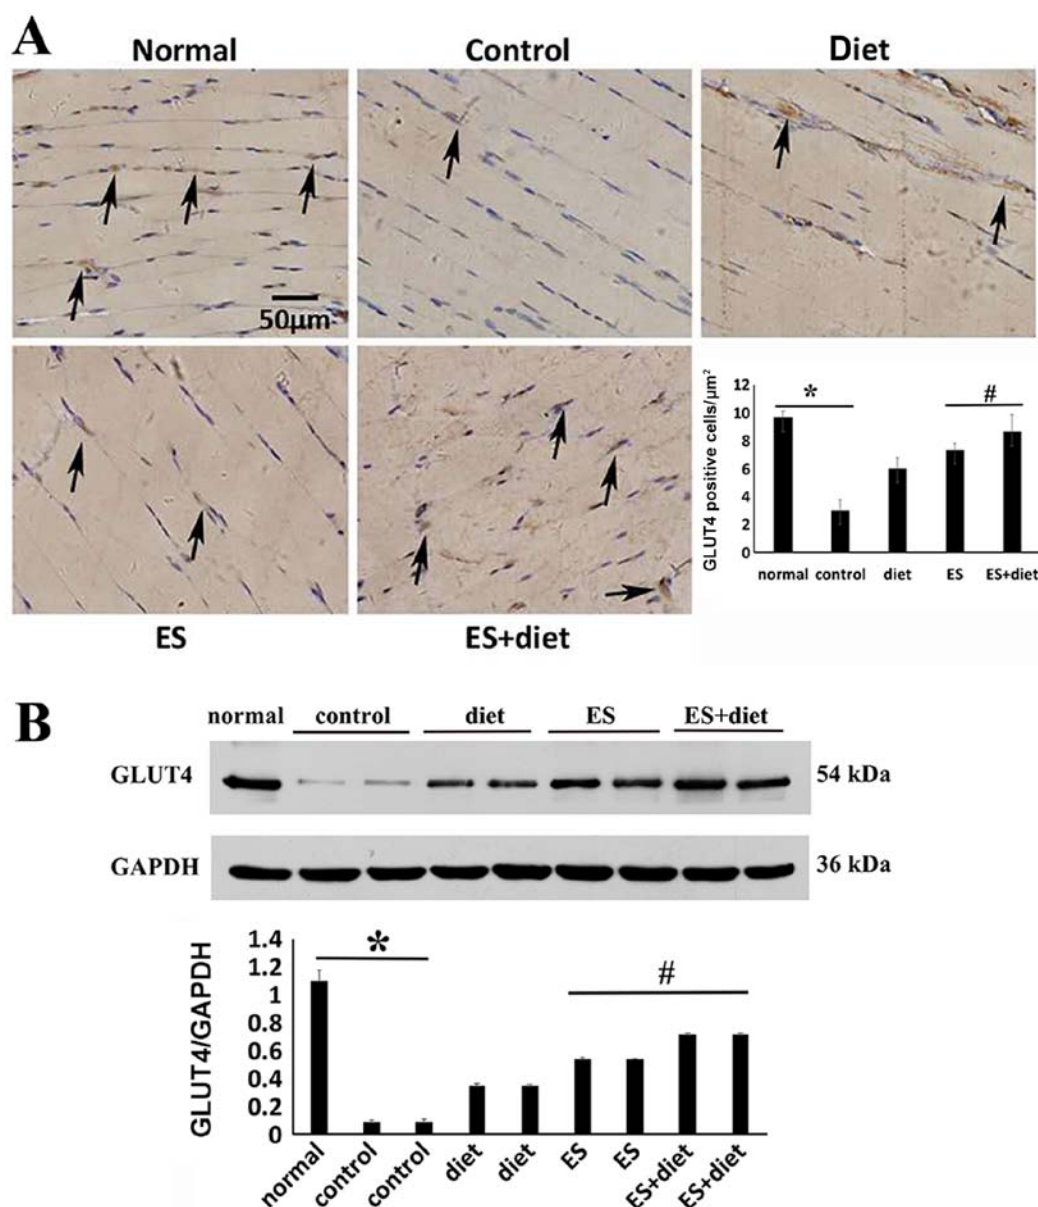 A
Normal
Control
Diet
50μm
ES
ES+diet
GLUT4 positive cells/μm²
12
10
8
6
4
2
0
*
#
normal control diet ES ES+diet
B
normal control diet ES ES+diet
GLUT4
54 kDa
GAPDH
36 kDa
GLUT4/GAPDH
1.4
1.2
1
0.8
0.6
0.4
0.2
0
*
#
normal
control
control
diet
diet
ES
ES
ES+diet
ES+diet